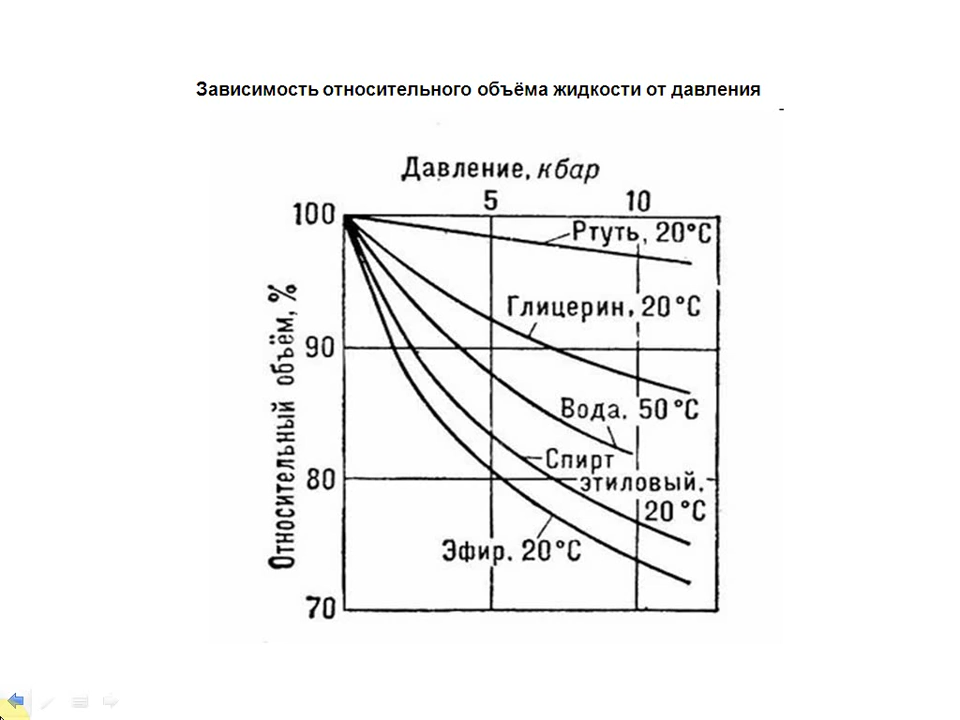 Зависимость относительного объёма жидкости от давления
Давление, кбар
5 10
100
Ртуть, 20°C
Глицерин, 20°C
90
Вода. 50°C
Спирт
80
этиловый.
20°C
Эфир. 20°C
70
Относительный объём, %